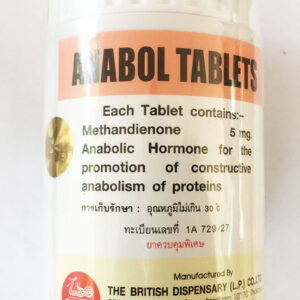 ANABOL TABLETS
Each Tablet contains:-
Methandienone 5 mg.
Anabolic Hormone for the
promotion of constructive
anabolism of proteins
การเก็บรักษา : อุณหภูมิไม่เกิน 30 ํC
ทะเบียนเลขที่ 1A 729/27
ยาควบคุมพิเศษ
Manufactured By
THE BRITISH DISPENSARY (L.P.) CO.,LTD